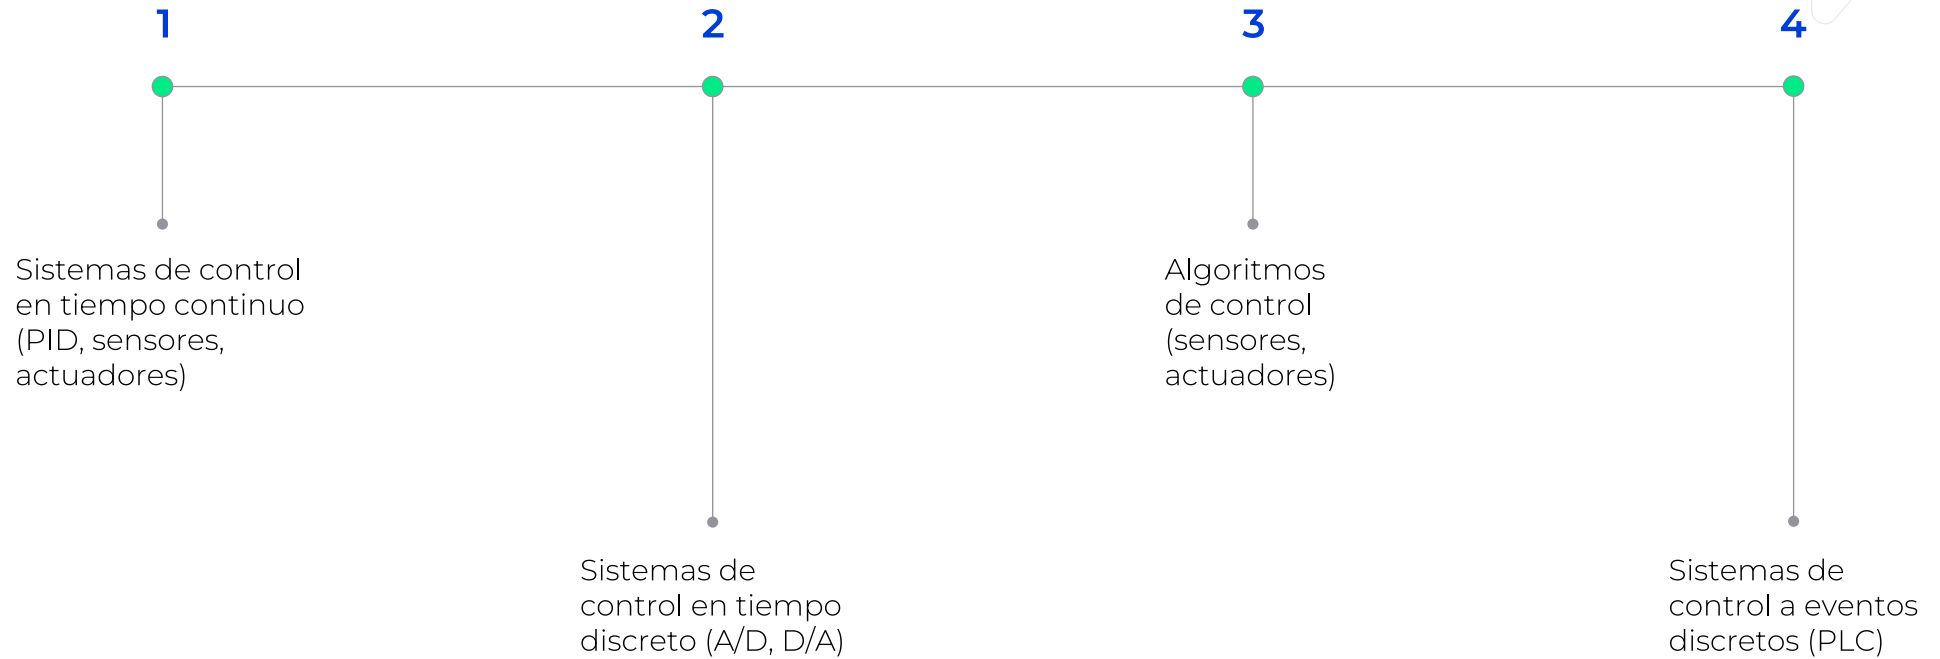 1
Sistemas de control
en tiempo continuo
(PID, sensores,
actuadores)
2
Sistemas de
control en tiempo
discreto (A/D, D/A)
3
Algoritmos
de control
(sensores,
actuadores)
4
Sistemas de
control a eventos
discretos (PLC)